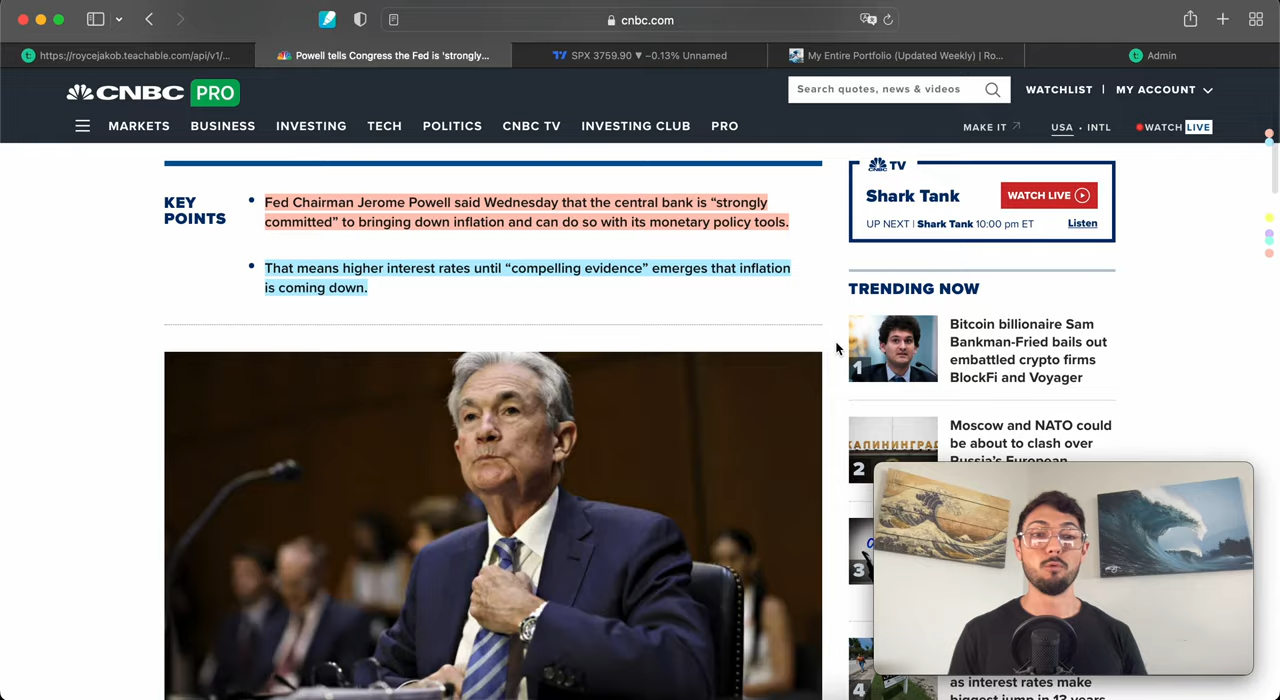 cnbc.com
https://roycejakob.teachable.com/api/v1/...
Powell tells Congress the Fed is 'strongly...
SPX 3759.90 ▼ −0.13% Unnamed
My Entire Portfolio (Updated Weekly) | Ro...
Admin
CNBC PRO
Search quotes, news & videos
WATCHLIST | MY ACCOUNT
MARKETS BUSINESS INVESTING TECH POLITICS CNBC TV INVESTING CLUB PRO
MAKE IT USA • INTL WATCH LIVE
KEY
POINTS
• Fed Chairman Jerome Powell said Wednesday that the central bank is “strongly
committed” to bringing down inflation and can do so with its monetary policy tools.
• That means higher interest rates until “compelling evidence” emerges that inflation
is coming down.
TV
Shark Tank
WATCH LIVE
UP NEXT | Shark Tank 10:00 pm ET
Listen
TRENDING NOW
1
Bitcoin billionaire Sam
Bankman-Fried bails out
embattled crypto firms
BlockFi and Voyager
2
Moscow and NATO could
be about to clash over
Russia's European
3
4
as interest rates make
biggest jump in 13 years